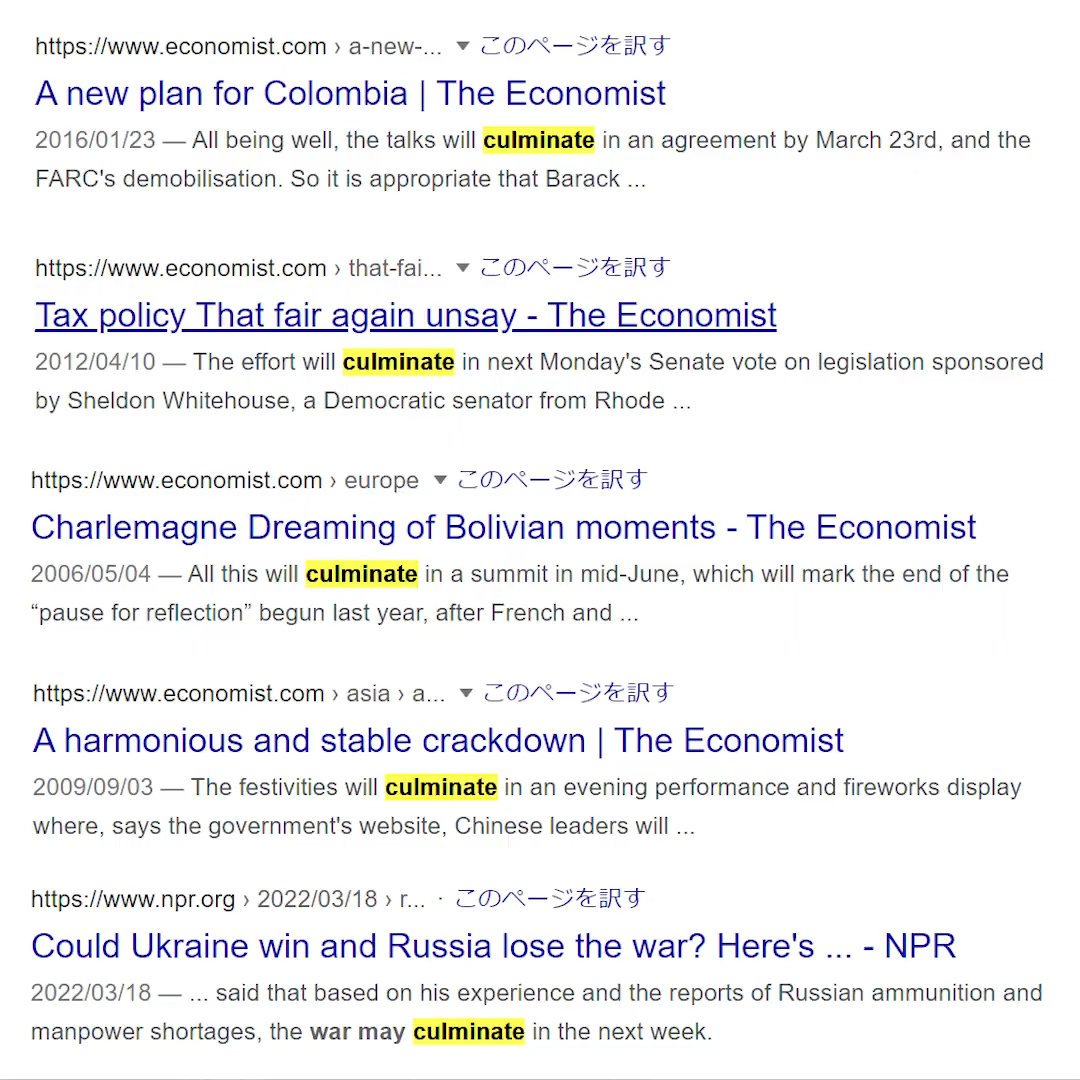 https://www.economist.com › a-new-... ▼ このページを訳す
A new plan for Colombia | The Economist
2016/01/23 — All being well, the talks will culminate in an agreement by March 23rd, and the
FARC's demobilisation. So it is appropriate that Barack ...
https://www.economist.com › that-fai... ▼ このページを訳す
Tax policy That fair again unsay - The Economist
2012/04/10 — The effort will culminate in next Monday's Senate vote on legislation sponsored
by Sheldon Whitehouse, a Democratic senator from Rhode ...
https://www.economist.com › europe ▼ このページを訳す
Charlemagne Dreaming of Bolivian moments - The Economist
2006/05/04 — All this will culminate in a summit in mid-June, which will mark the end of the
“pause for reflection” begun last year, after French and ...
https://www.economist.com › asia › a... ▼ このページを訳す
A harmonious and stable crackdown | The Economist
2009/09/03 — The festivities will culminate in an evening performance and fireworks display
where, says the government's website, Chinese leaders will ...
https://www.npr.org › 2022/03/18 › r... · このページを訳す
Could Ukraine win and Russia lose the war? Here's ... - NPR
2022/03/18 — ... said that based on his experience and the reports of Russian ammunition and
manpower shortages, the war may culminate in the next week.